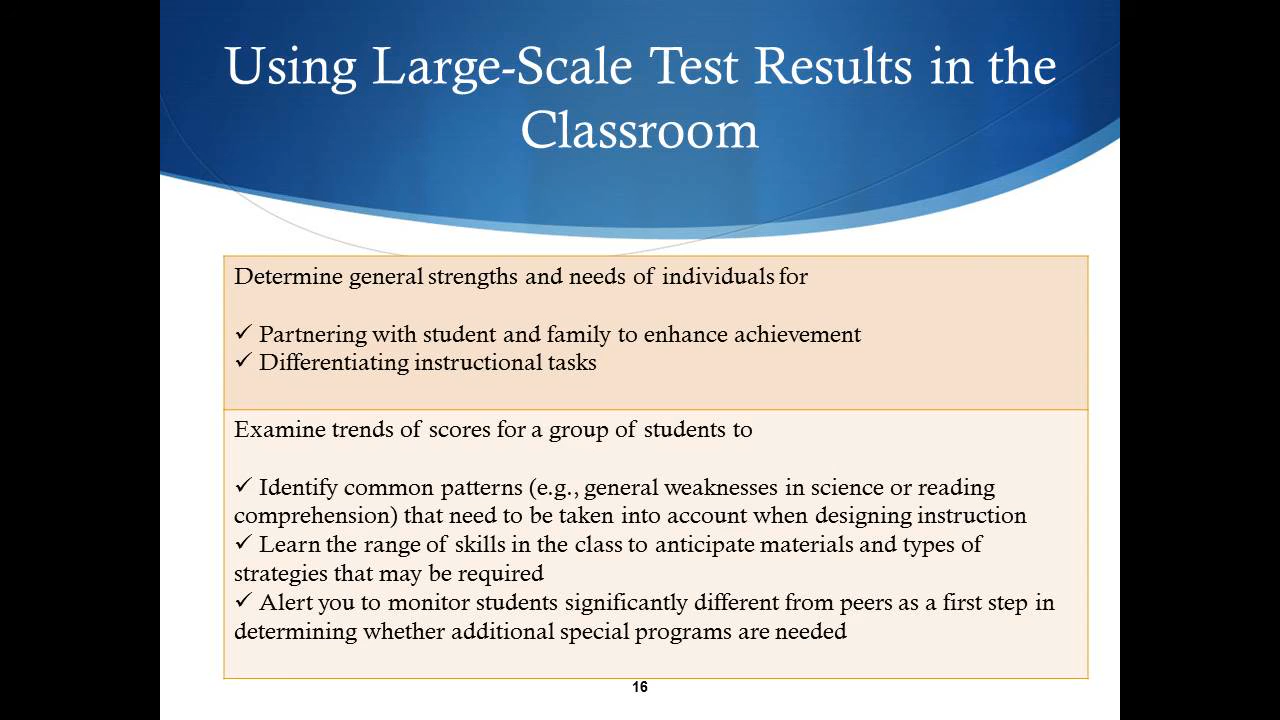 Using Large-Scale Test Results in the
Classroom
Determine general strengths and needs of individuals for
✓ Partnering with student and family to enhance achievement
✓ Differentiating instructional tasks
Examine trends of scores for a group of students to
✓ Identify common patterns (e.g., general weaknesses in science or reading
comprehension) that need to be taken into account when designing instruction
✓ Learn the range of skills in the class to anticipate materials and types of
strategies that may be required
✓ Alert you to monitor students significantly different from peers as a first step in
determining whether additional special programs are needed
16